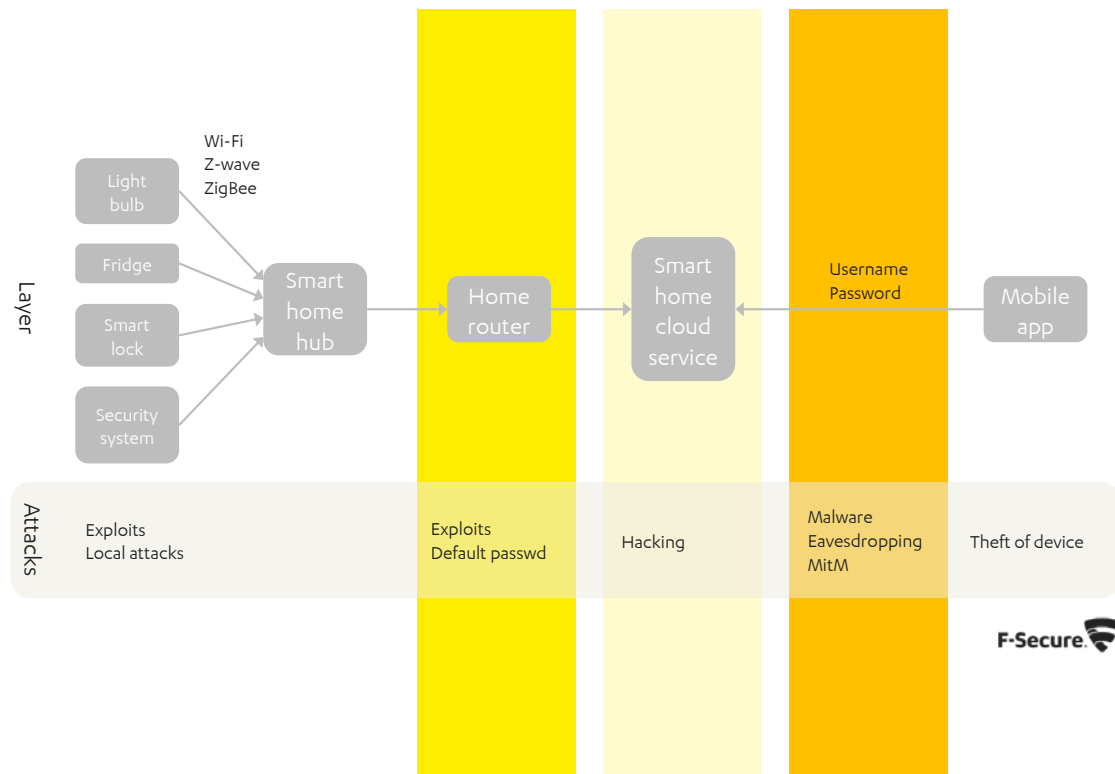 Layer
Wi-Fi
Z-wave
ZigBee
Light
bulb
Fridge
Smart
lock
Security
system
Smart
home
hub
Home
router
Smart
home
cloud
service
Username
Password
Mobile
app
Attacks
Exploits
Local attacks
Exploits
Default passwd
Hacking
Malware
Eavesdropping
MitM
Theft of device
F-Secure.